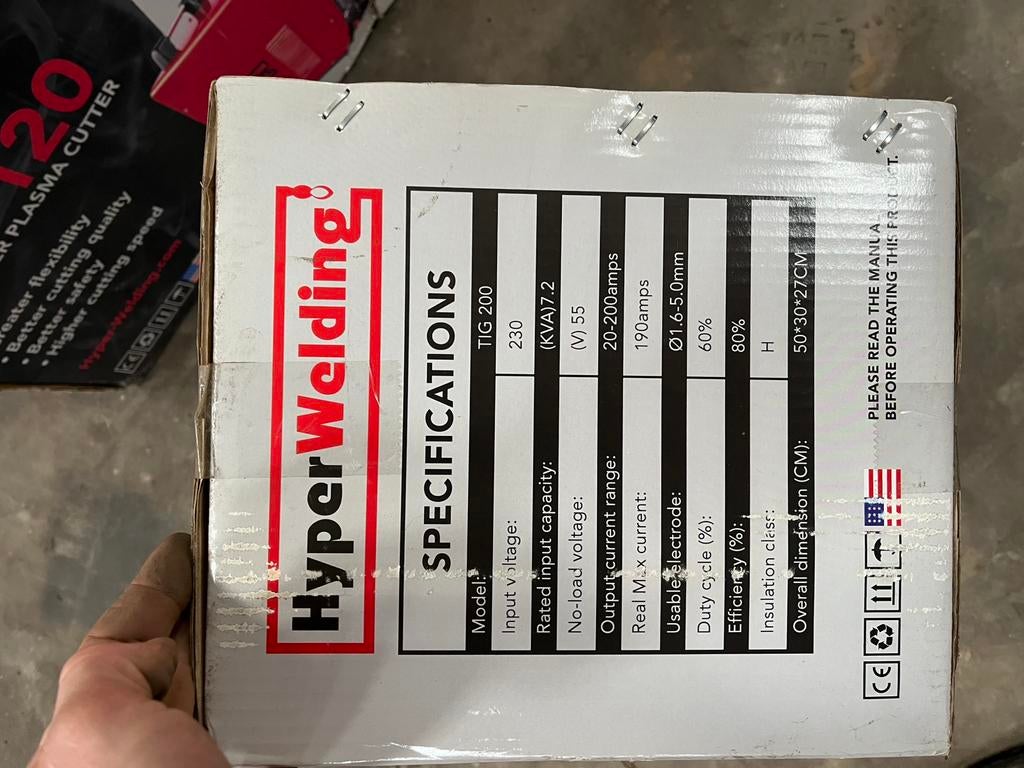 HyperWelding
SPECIFICATIONS
Model: TIG 200
Input voltage: 230
Rated input capacity: (KVA)7.2
No-load voltage: (V) 55
Output current range: 20-200amps
Real Max current: 190amps
Usable electrode: Ø1.6-5.0mm
Duty cycle (%): 60%
Efficiency (%): 80%
Insulation class: H
Overall dimension (CM): 50*30*27CM
PLEASE READ THE MANUAL
BEFORE OPERATING THIS PRODUCT.
CE
120
PLASMA CUTTER
flexibility
• Better cutting quality
• Better safety
• Higher cutting speed
HyperWelding.com